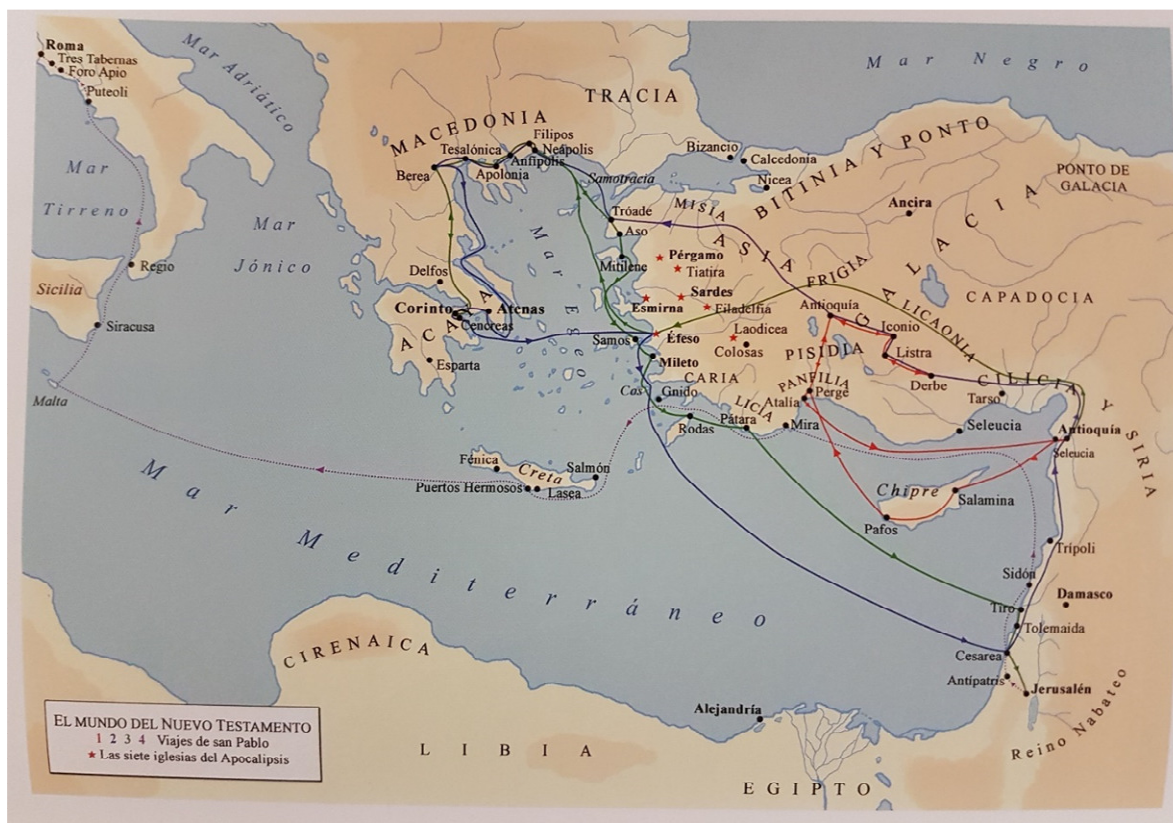 Roma
Tres Tabernas
Foro Apio
Puteoli
Mar Adriático
Mar Negro
TRACIA
MACEDONIA
Filipos
Neápolis
Anfípolis
Tesalónica
Apolonia
Berea
Samotracia
Bizancio
Calcedonia
Nicea
BITINIA Y PONTO
PONTO DE
GALACIA
Ancira
GALACIA
MISIA
Tróade
Aso
Mitilene
ASIA
Pérgamo
Tiatira
Sardes
Esmirna
Filadelfia
FRIGIA
Mar
Tirreno
Mar
Jónico
Mar Egeo
Regio
Sicilia
Siracusa
Malta
Delfos
Corinto
Cencreas
Atenas
ACAYA
Esparta
Samos
Éfeso
Mileto
Laodicea
Colosas
Antioquía
Iconio
Listra
Derbe
LICAONIA
CAPADOCIA
PISIDIA
CARIA
PANFILIA
Perge
Atalía
LICIA
CILICIA Y SIRIA
Tarso
Seleucia
Antioquía
Seleucia
Cos
Gnido
Rodas
Pátara
Mira
Fénica
Creta
Salmón
Puertos Hermosos
Lasea
Chipre
Salamina
Pafos
Trípoli
Sidón
Damasco
Tiro
Tolemaida
Cesarea
Antípatris
Jerusalén
Reino Nabateo
Mar Mediterráneo
CIRENAICA
Alejandría
LIBIA
EGIPTO
EL MUNDO DEL NUEVO TESTAMENTO
1 2 3 4 Viajes de san Pablo
Las siete iglesias del Apocalipsis